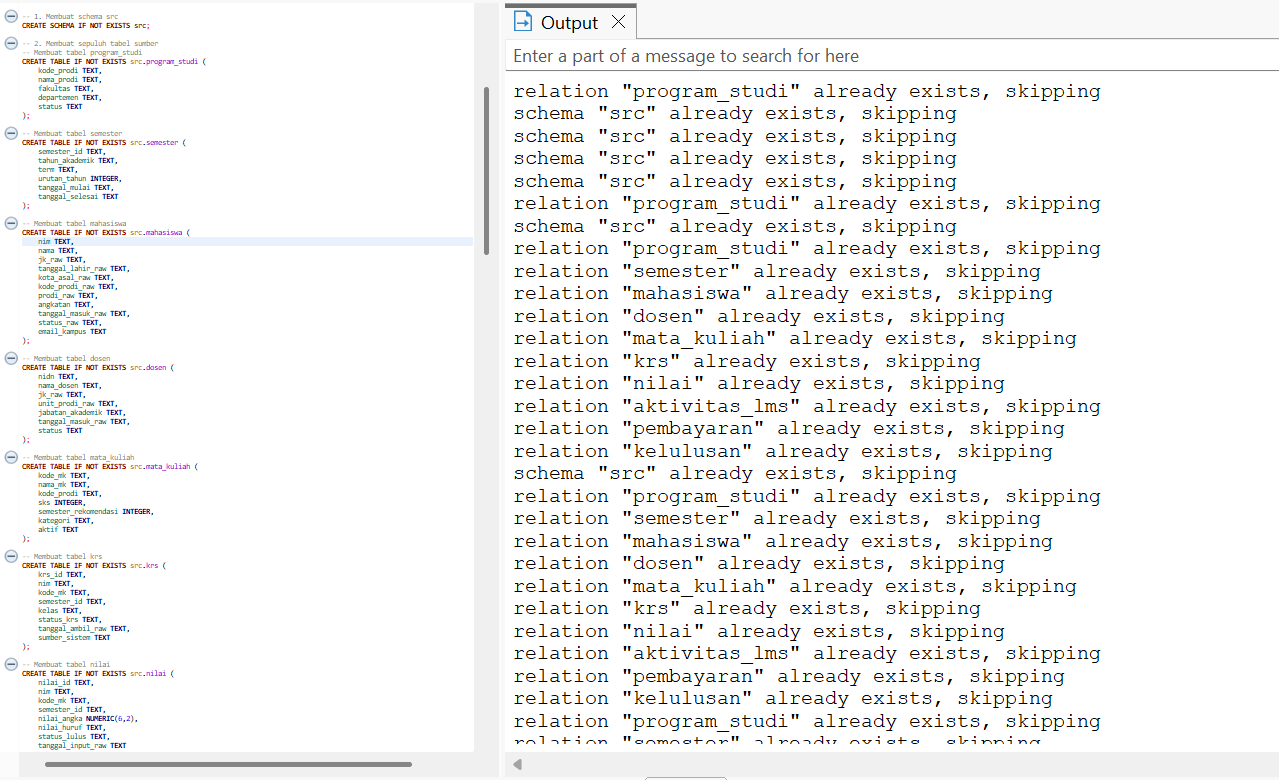 -- 1. Membuat schema src
CREATE SCHEMA IF NOT EXISTS src;
-- 2. Membuat sepuluh tabel sumber
-- Membuat tabel program_studi
CREATE TABLE IF NOT EXISTS src.program_studi (
kode_prodi TEXT,
nama_prodi TEXT,
fakultas TEXT,
departemen TEXT,
status TEXT
);
-- Membuat tabel semester
CREATE TABLE IF NOT EXISTS src.semester (
semester_id TEXT,
tahun_akademik TEXT,
term TEXT,
urutan_tahun INTEGER,
tanggal_mulai TEXT,
tanggal_selesai TEXT
);
-- Membuat tabel mahasiswa
CREATE TABLE IF NOT EXISTS src.mahasiswa (
nim TEXT,
nama TEXT,
jk_raw TEXT,
tanggal_lahir_raw TEXT,
kota_asal_raw TEXT,
kode_prodi_raw TEXT,
prodi_raw TEXT,
angkatan TEXT,
tanggal_masuk_raw TEXT,
status_raw TEXT,
email_kampus TEXT
);
-- Membuat tabel dosen
CREATE TABLE IF NOT EXISTS src.dosen (
nidn TEXT,
nama_dosen TEXT,
jk_raw TEXT,
unit_prodi_raw TEXT,
jabatan_akademik TEXT,
tanggal_masuk_raw TEXT,
status TEXT
);
-- Membuat tabel mata_kuliah
CREATE TABLE IF NOT EXISTS src.mata_kuliah (
kode_mk TEXT,
nama_mk TEXT,
kode_prodi TEXT,
sks INTEGER,
semester_rekomendasi INTEGER,
kategori TEXT,
aktif TEXT
);
-- Membuat tabel krs
CREATE TABLE IF NOT EXISTS src.krs (
krs_id TEXT,
nim TEXT,
kode_mk TEXT,
semester_id TEXT,
kelas TEXT,
status_krs TEXT,
tanggal_ambil_raw TEXT,
sumber_sistem TEXT
);
-- Membuat tabel nilai
CREATE TABLE IF NOT EXISTS src.nilai (
nilai_id TEXT,
nim TEXT,
kode_mk TEXT,
semester_id TEXT,
nilai_angka NUMERIC(6,2),
nilai_huruf TEXT,
status_lulus TEXT,
tanggal_input_raw TEXT
Output
Enter a part of a message to search for here
relation "program_studi" already exists, skipping
schema "src" already exists, skipping
schema "src" already exists, skipping
schema "src" already exists, skipping
schema "src" already exists, skipping
relation "program_studi" already exists, skipping
schema "src" already exists, skipping
relation "program_studi" already exists, skipping
relation "semester" already exists, skipping
relation "mahasiswa" already exists, skipping
relation "dosen" already exists, skipping
relation "mata_kuliah" already exists, skipping
relation "krs" already exists, skipping
relation "nilai" already exists, skipping
relation "aktivitas_lms" already exists, skipping
relation "pembayaran" already exists, skipping
relation "kelulusan" already exists, skipping
schema "src" already exists, skipping
relation "program_studi" already exists, skipping
relation "semester" already exists, skipping
relation "mahasiswa" already exists, skipping
relation "dosen" already exists, skipping
relation "mata_kuliah" already exists, skipping
relation "krs" already exists, skipping
relation "nilai" already exists, skipping
relation "aktivitas_lms" already exists, skipping
relation "pembayaran" already exists, skipping
relation "kelulusan" already exists, skipping
relation "program_studi" already exists, skipping
relation "semester" already exists, skipping